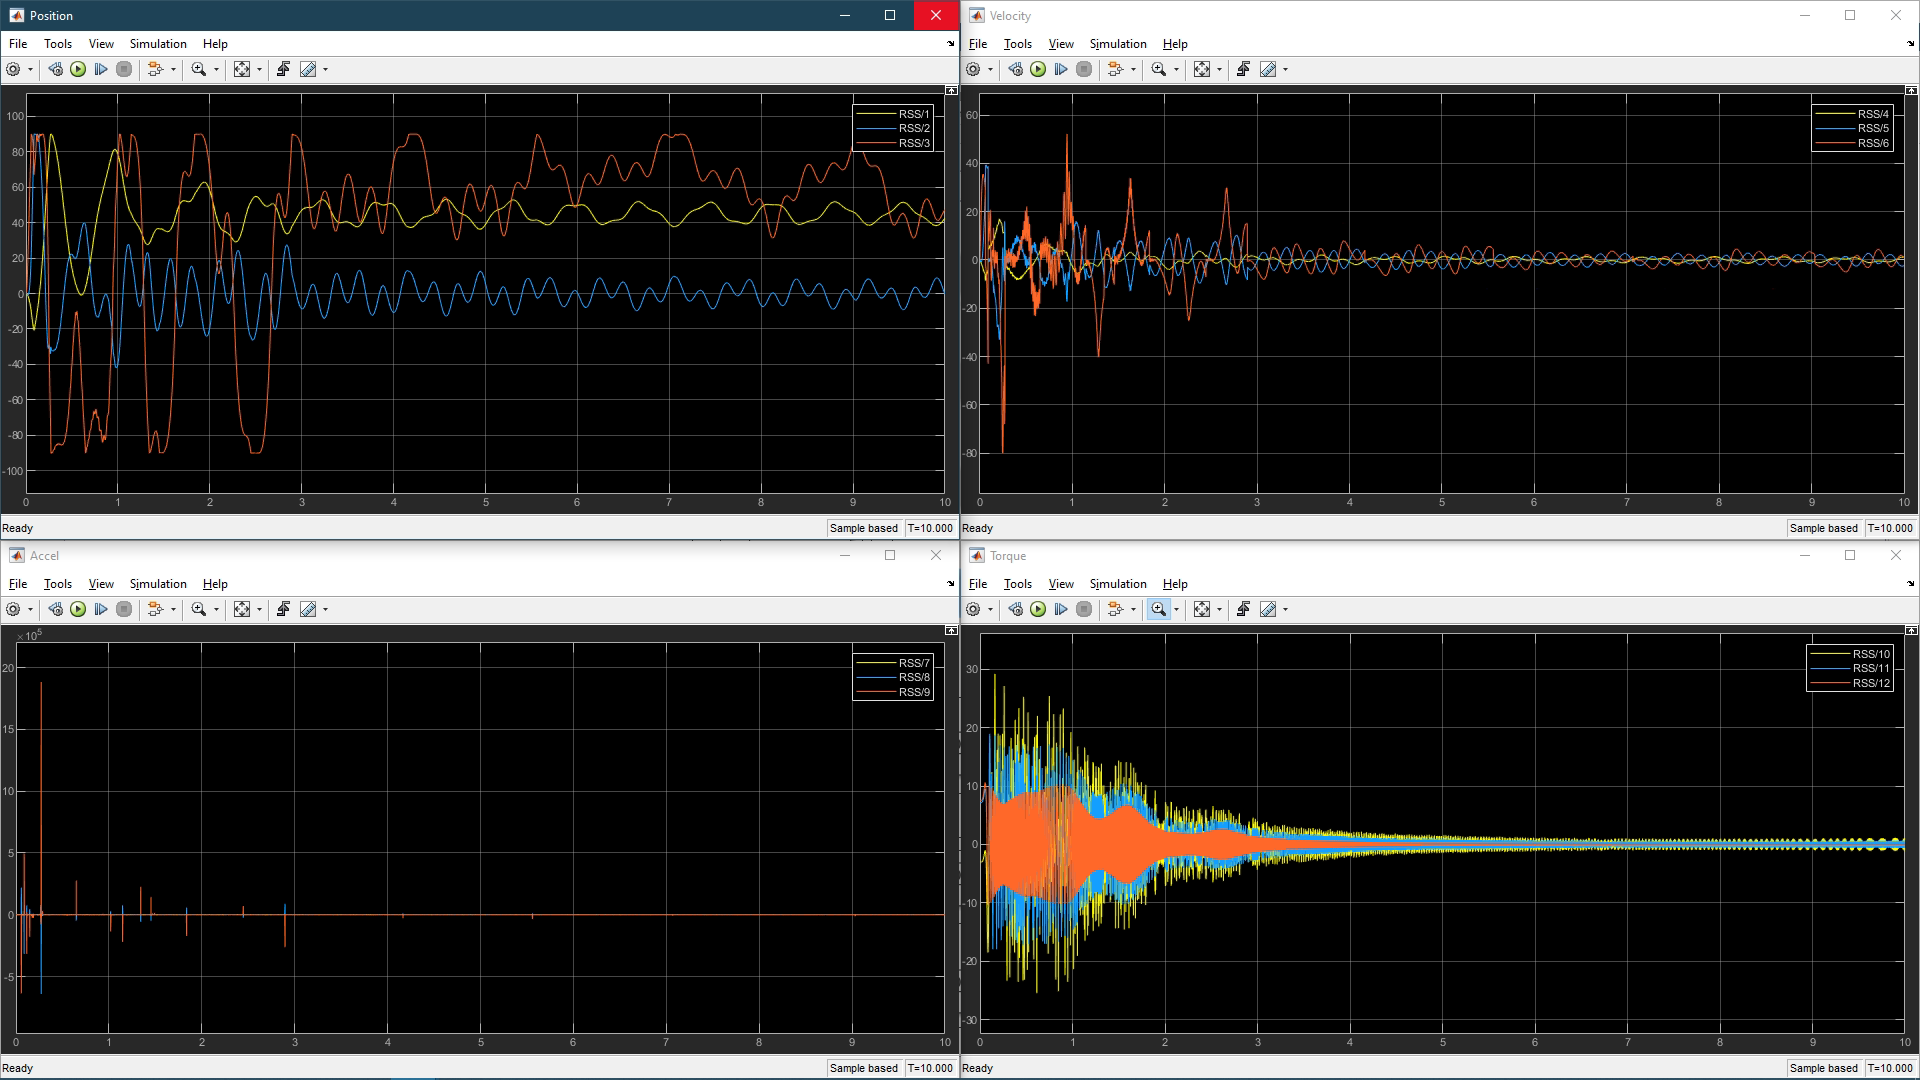 Position
File Tools View Simulation Help
100
80
60
40
20
0
-20
-40
-60
-80
-100
0 1 2 3 4 5 6 7 8 9 10
RSS/1
RSS/2
RSS/3
Ready Sample based T=10.000
Velocity
File Tools View Simulation Help
60
40
20
0
-20
-40
-60
-80
0 1 2 3 4 5 6 7 8 9 10
RSS/4
RSS/5
RSS/6
Ready Sample based T=10.000
Accel
File Tools View Simulation Help
×10⁵
20
15
10
5
0
-5
0 1 2 3 4 5 6 7 8 9 10
RSS/7
RSS/8
RSS/9
Ready Sample based T=10.000
Torque
File Tools View Simulation Help
30
20
10
0
-10
-20
-30
0 1 2 3 4 5 6 7 8 9 10
RSS/10
RSS/11
RSS/12
Ready Sample based T=10.000